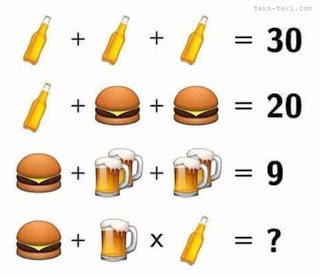 teka-teki.com
+ + = 30
+ + = 20
+ + = 9
+ x = ?